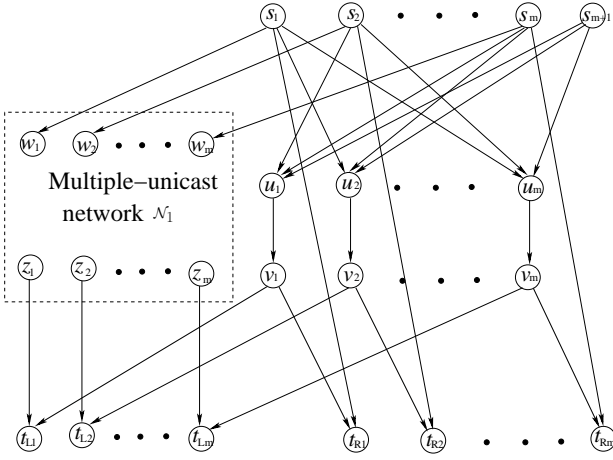 s1 s2 • • • sm sm+1
w1 w2 • • • wm
Multiple–unicast
network N1
u1 u2 • • • um
z1 z2 • • • zm
v1 v2 • • • vm
tL1 tL2 • • • tLm tR1 tR2 • • • tRm